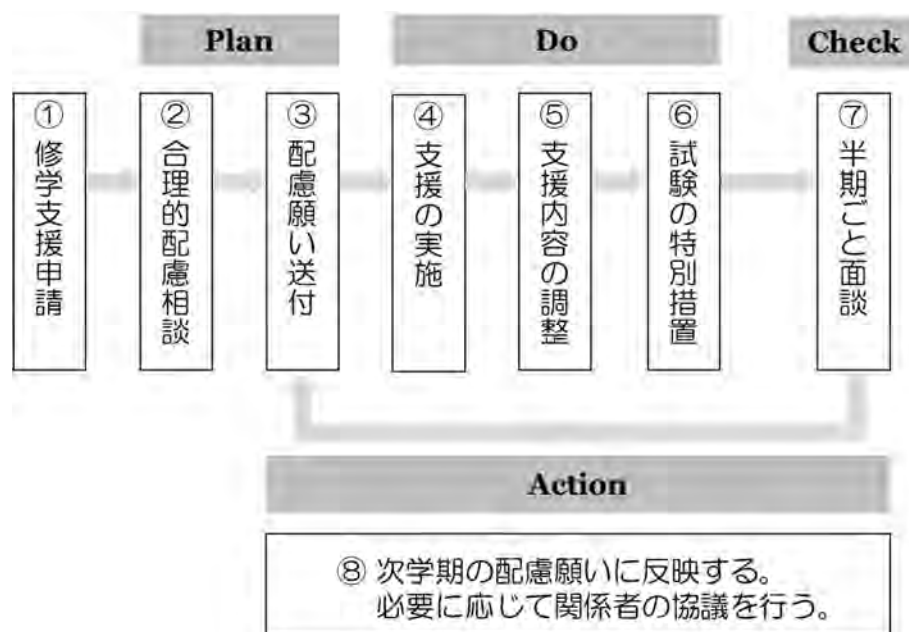 Plan
Do
Check
① 修学支援申請
② 合理的配慮相談
③ 配慮願い送付
④ 支援の実施
⑤ 支援内容の調整
⑥ 試験の特別措置
⑦ 半期ごと面談
Action
⑧ 次学期の配慮願いに反映する。
必要に応じて関係者の協議を行う。